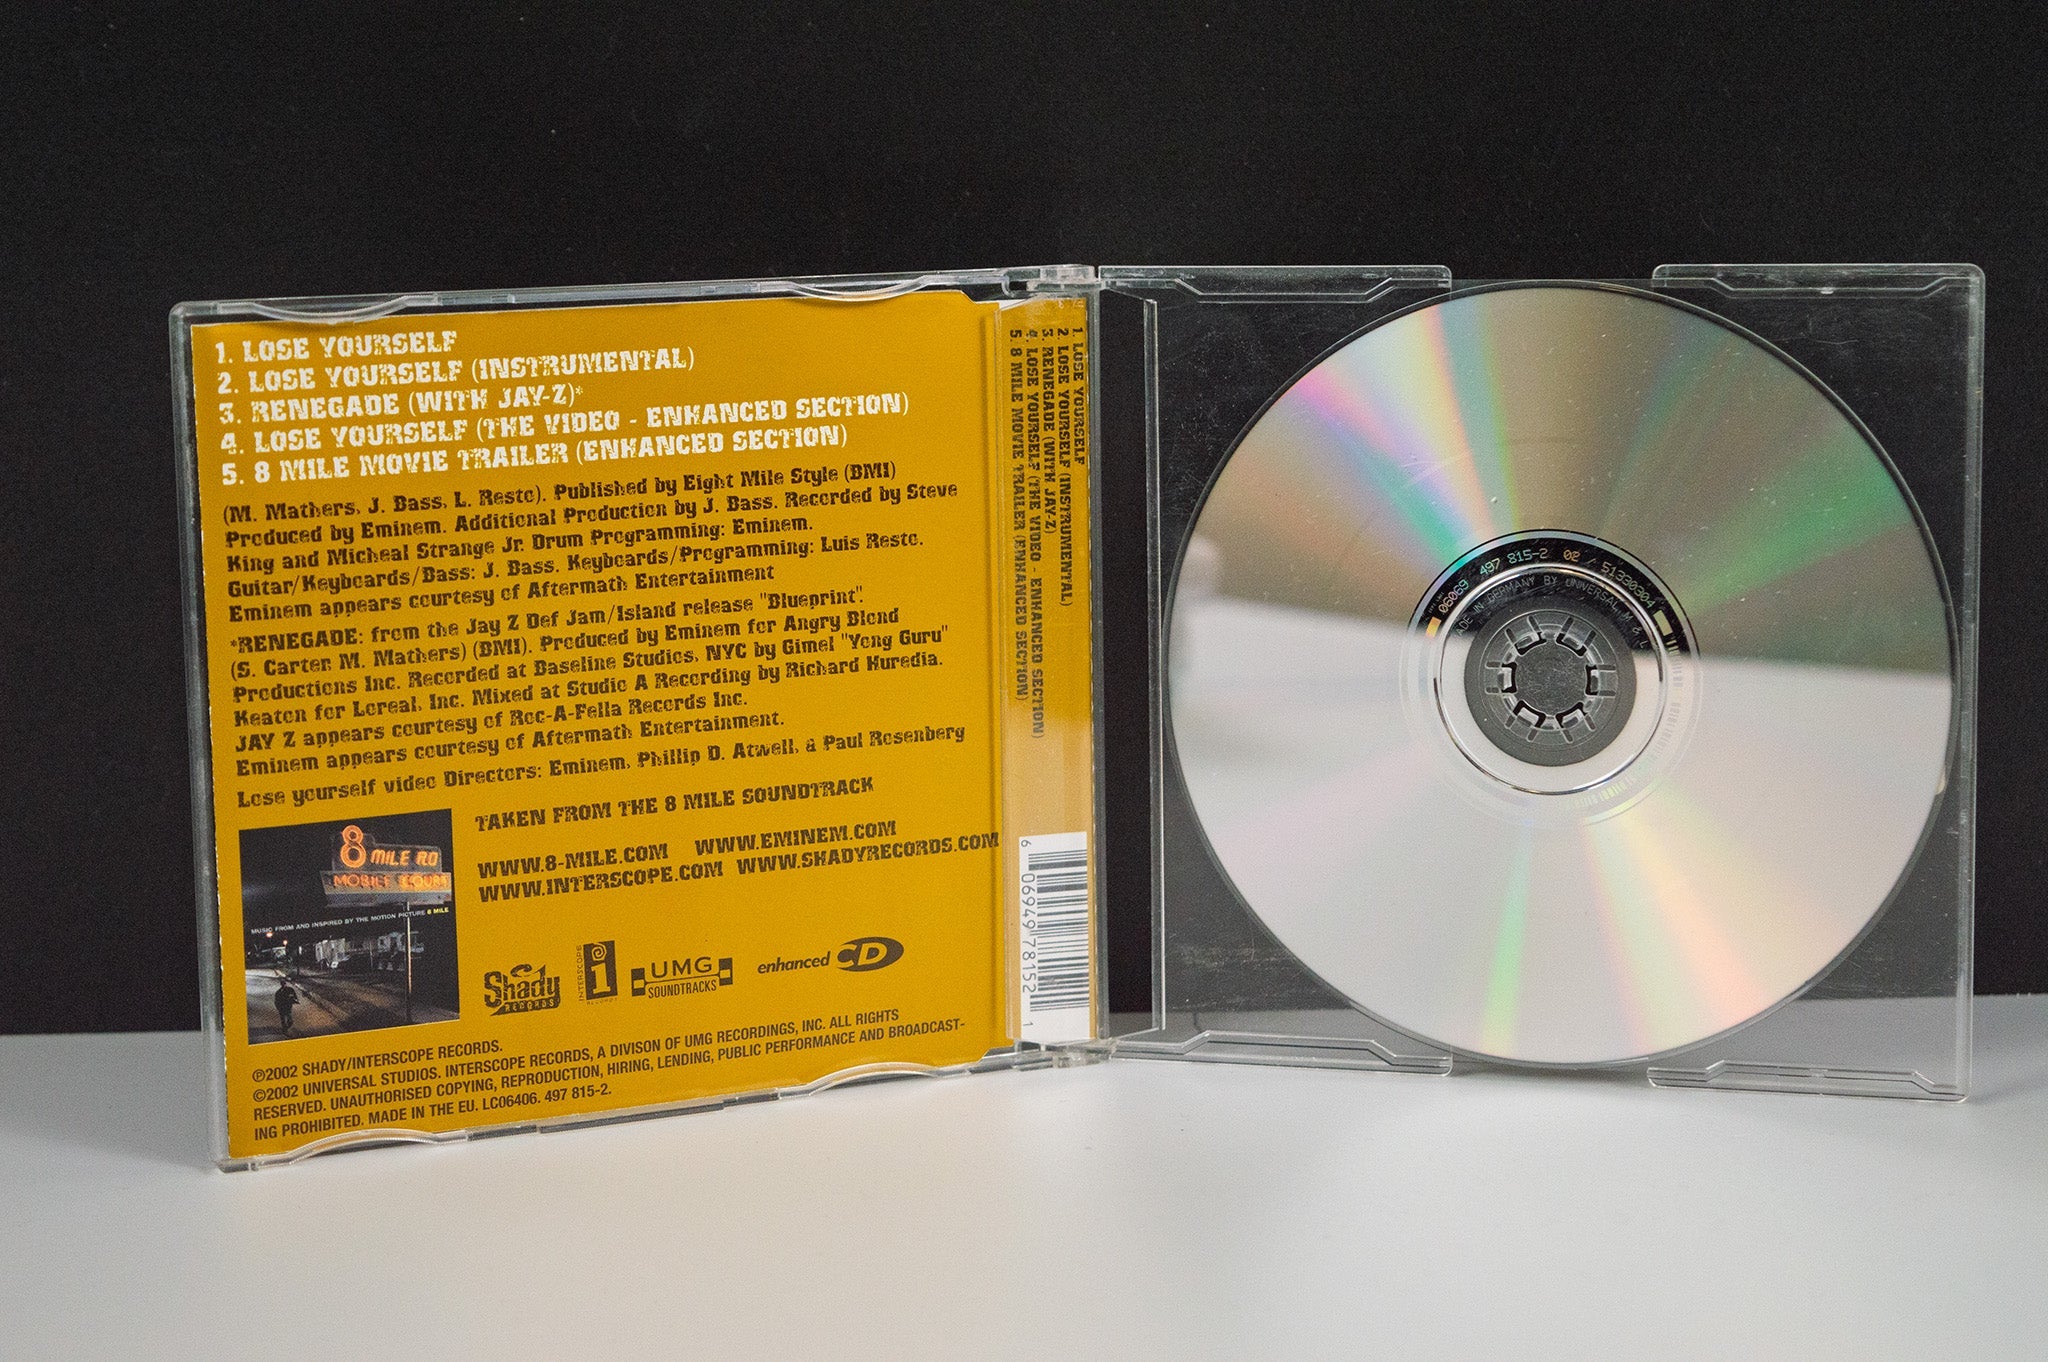 1. LOSE YOURSELF
2. LOSE YOURSELF (INSTRUMENTAL)
3. RENEGADE (WITH JAY-Z)*
4. LOSE YOURSELF (THE VIDEO - ENHANCED SECTION)
5. 8 MILE MOVIE TRAILER (ENHANCED SECTION)
(M. Mathers, J. Bass, L. Resto). Published by Eight Mile Style (BMI)
Produced by Eminem. Additional Production by J. Bass. Recorded by Steve
King and Micheal Strange Jr. Drum Programming: Eminem.
Guitar/Keyboards/Bass: J. Bass. Keyboards/Programming: Luis Resto.
Eminem appears courtesy of Aftermath Entertainment
*RENEGADE: from the Jay Z Def Jam/Island release "Blueprint".
(S. Carter, M. Mathers) (BMI). Produced by Eminem for Angry Blond
Productions Inc. Recorded at Baseline Studios, NYC by Gimel "Yong Guru"
Keaton for Loreal, Inc. Mixed at Studio A Recording by Richard Huredia.
JAY Z appears courtesy of Roc-A-Fella Records Inc.
Eminem appears courtesy of Aftermath Entertainment.
Lose yourself video Directors: Eminem, Phillip D. Atwell, & Paul Rosenberg
TAKEN FROM THE 8 MILE SOUNDTRACK
WWW.8-MILE.COM WWW.EMINEM.COM
WWW.INTERSCOPE.COM WWW.SHADYRECORDS.COM
8 MILE RD
MOBILE COURT
MUSIC FROM AND INSPIRED BY THE MOTION PICTURE 8 MILE
Shady RECORDS
INTERSCOPE RECORDS
UMG SOUNDTRACKS
enhanced CD
℗2002 SHADY/INTERSCOPE RECORDS.
©2002 UNIVERSAL STUDIOS. INTERSCOPE RECORDS, A DIVISON OF UMG RECORDINGS, INC. ALL RIGHTS
RESERVED. UNAUTHORISED COPYING, REPRODUCTION, HIRING, LENDING, PUBLIC PERFORMANCE AND BROADCAST-
ING PROHIBITED. MADE IN THE EU. LC06406. 497 815-2.
1. LOSE YOURSELF
2. LOSE YOURSELF (INSTRUMENTAL)
3. RENEGADE (WITH JAY-Z)
4. LOSE YOURSELF (THE VIDEO - ENHANCED SECTION)
5. 8 MILE MOVIE TRAILER (ENHANCED SECTION)
6 06949 78152 1
06069 497 815-2 02 / 51330304
MADE IN GERMANY BY UNIVERSAL M & L